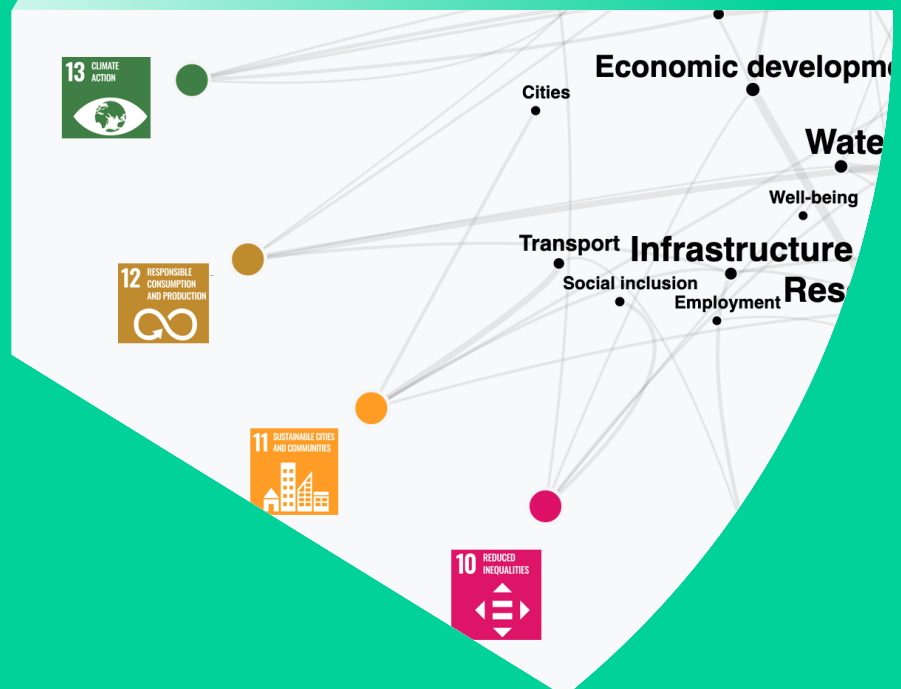 13 CLIMATE
ACTION
Economic developme
Cities
Wate
Well-being
12 RESPONSIBLE
CONSUMPTION
AND PRODUCTION
Transport
Infrastructure
Social inclusion
Res
Employment
11 SUSTAINABLE CITIES
AND COMMUNITIES
10 REDUCED
INEQUALITIES